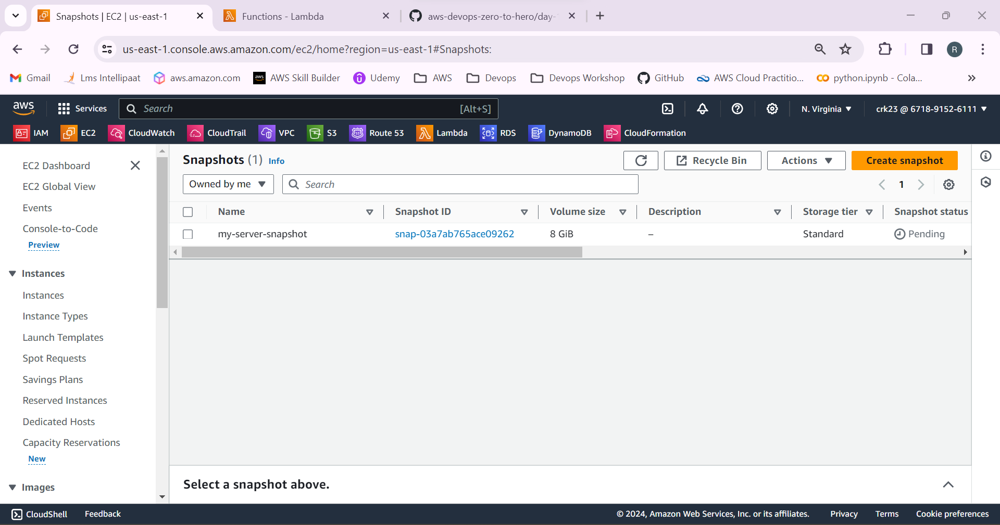 Snapshots | EC2 | us-east-1
Functions - Lambda
aws-devops-zero-to-hero/day-
us-east-1.console.aws.amazon.com/ec2/home?region=us-east-1#Snapshots:
R
Gmail
Lms Intellipaat
aws.amazon.com
aws
AWS Skill Builder
Udemy
AWS
Devops
Devops Workshop
GitHub
AWS Cloud Practitio...
python.ipynb - Cola...
aws
Services
Search
[Alt+S]
N. Virginia
crk23 @ 6718-9152-6111
IAM
EC2
CloudWatch
CloudTrail
VPC
S3
53
Route 53
Lambda
RDS
DynamoDB
CloudFormation
EC2 Dashboard
EC2 Global View
Events
Console-to-Code
Preview
Instances
Instances
Instance Types
Launch Templates
Spot Requests
Savings Plans
Reserved Instances
Dedicated Hosts
Capacity Reservations
New
Images
Snapshots (1) Info
Recycle Bin
Actions
Create snapshot
Owned by me
Search
1
Name
Snapshot ID
Volume size
Description
Storage tier
Snapshot status
my-server-snapshot
snap-03a7ab765ace09262
8 GiB
–
Standard
Pending
Select a snapshot above.
CloudShell
Feedback
© 2024, Amazon Web Services, Inc. or its affiliates.
Privacy
Terms
Cookie preferences